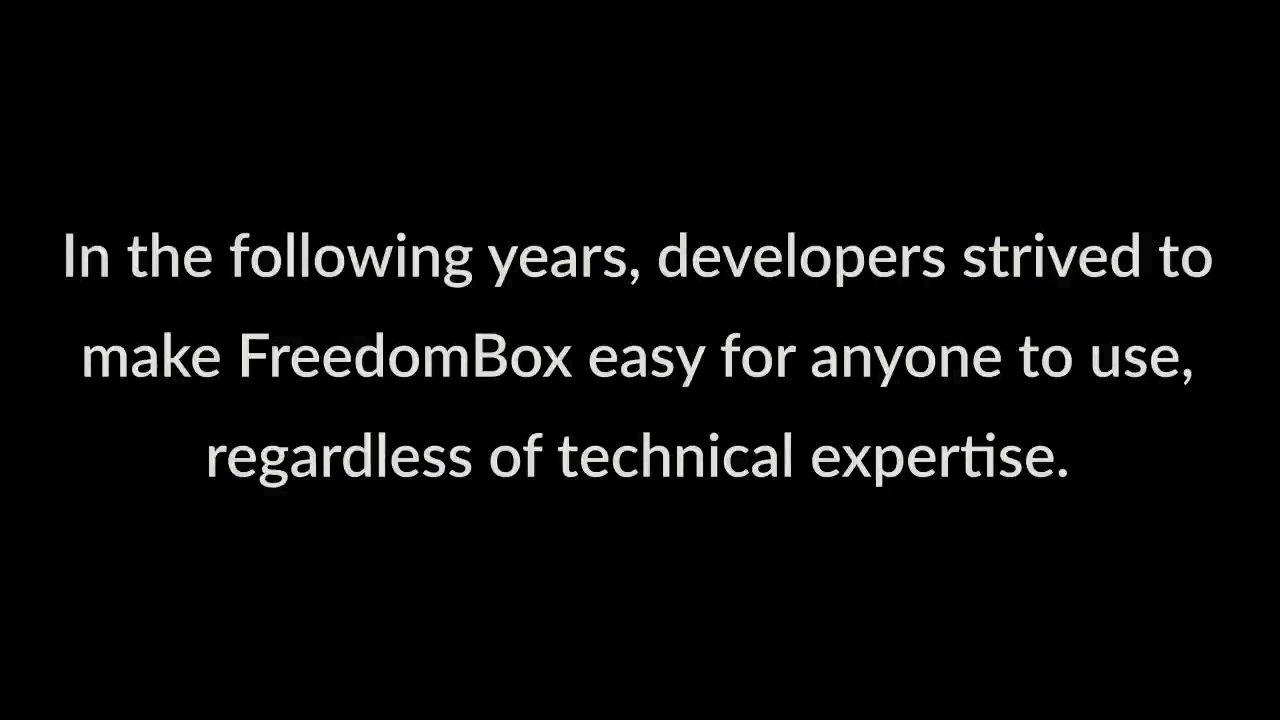 In the following years, developers strived to
make FreedomBox easy for anyone to use,
regardless of technical expertise.